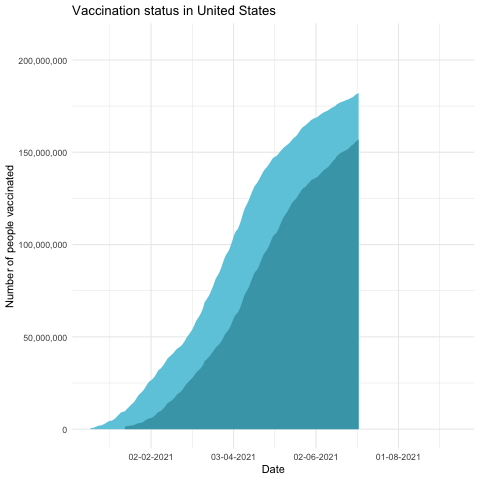 Vaccination status in United States
200,000,000
150,000,000
100,000,000
50,000,000
0
Number of people vaccinated
02-02-2021 03-04-2021 02-06-2021 01-08-2021
Date